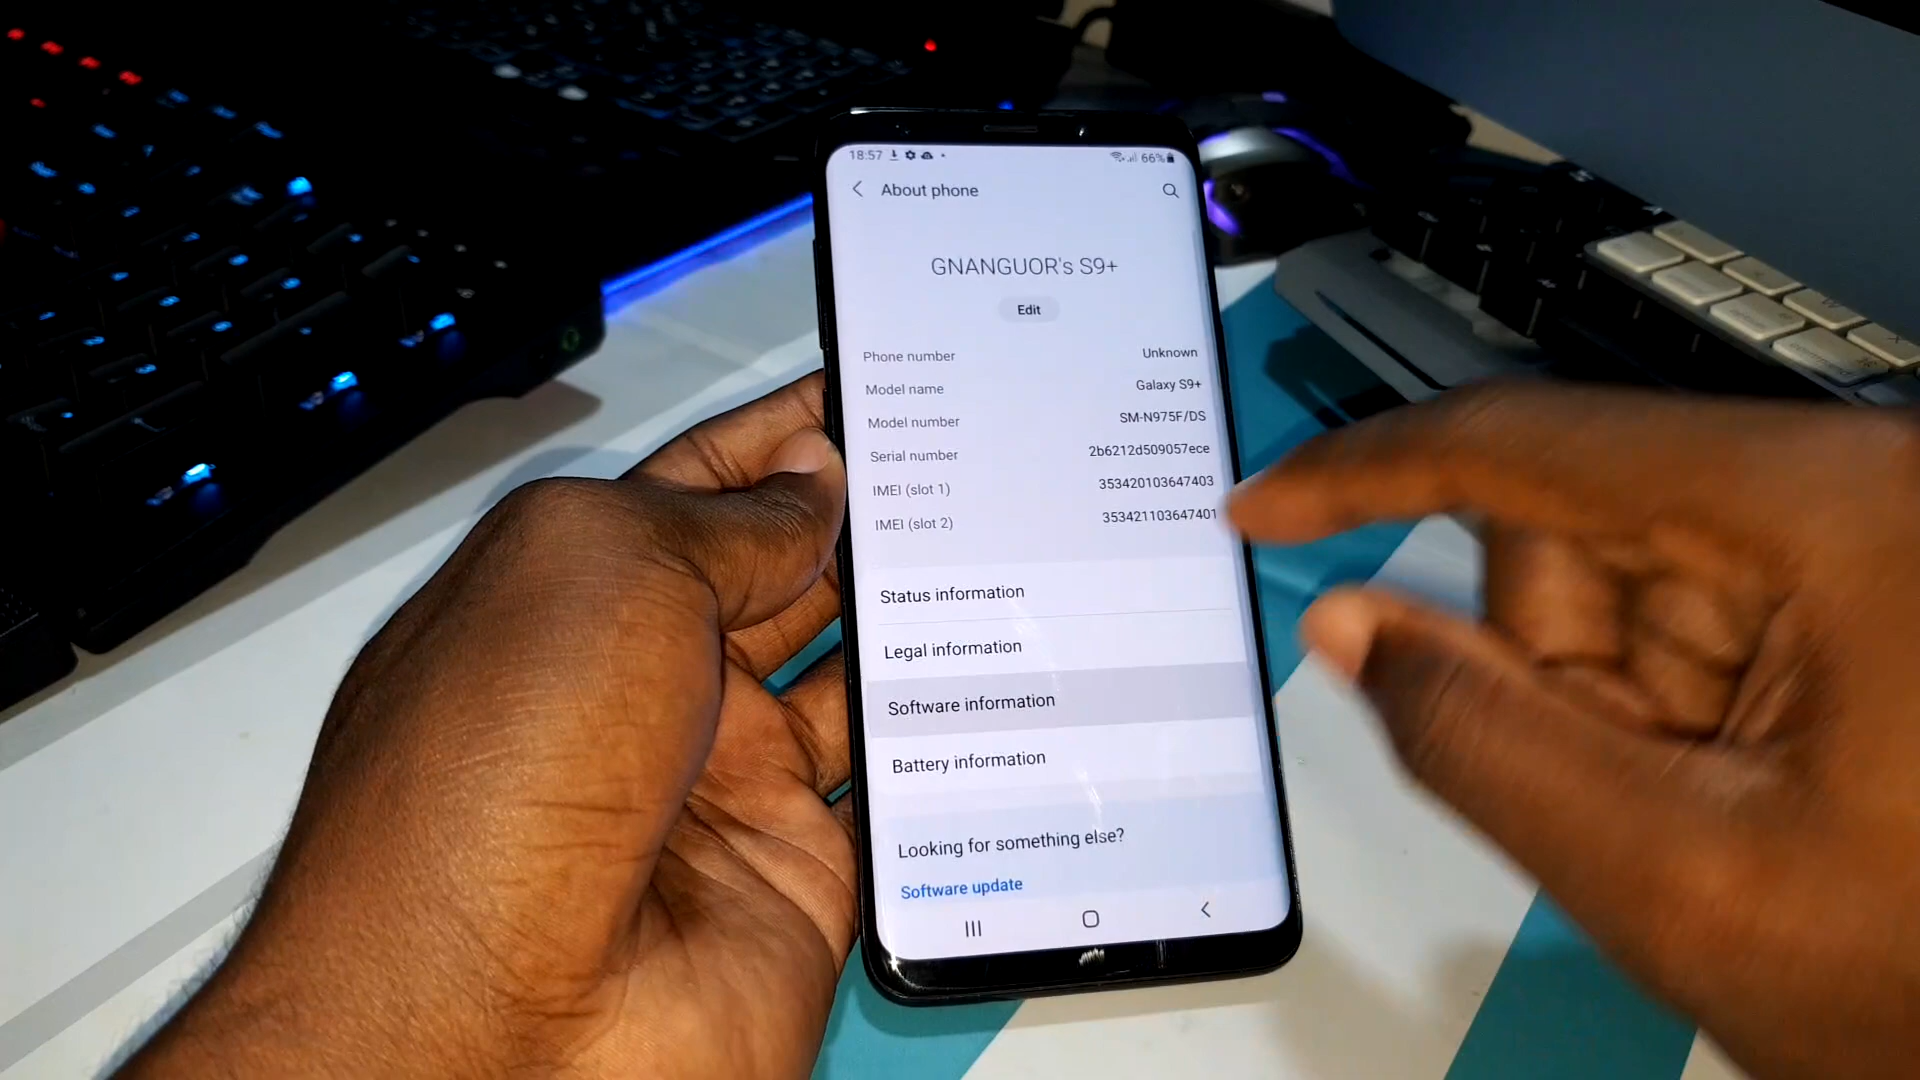 18:57 66%
About phone
GNANGUOR's S9+
Edit
Phone number Unknown
Model name Galaxy S9+
Model number SM-N975F/DS
Serial number 2b6212d509057ece
IMEI (slot 1) 353420103647403
IMEI (slot 2) 353421103647401
Status information
Legal information
Software information
Battery information
Looking for something else?
Software update